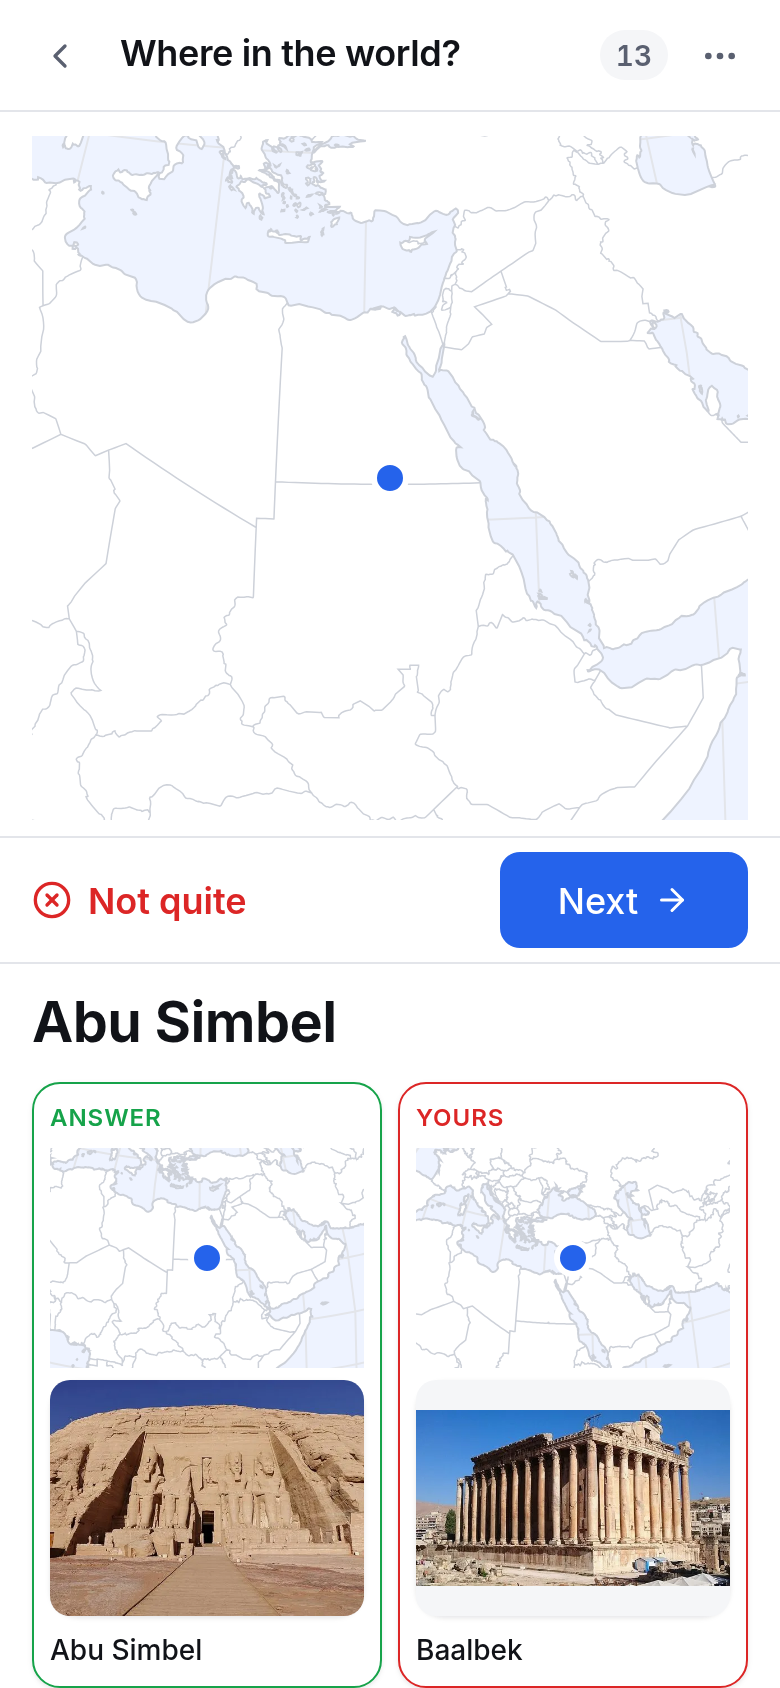 Where in the world?
13
Not quite
Next
Abu Simbel
ANSWER
YOURS
Abu Simbel
Baalbek